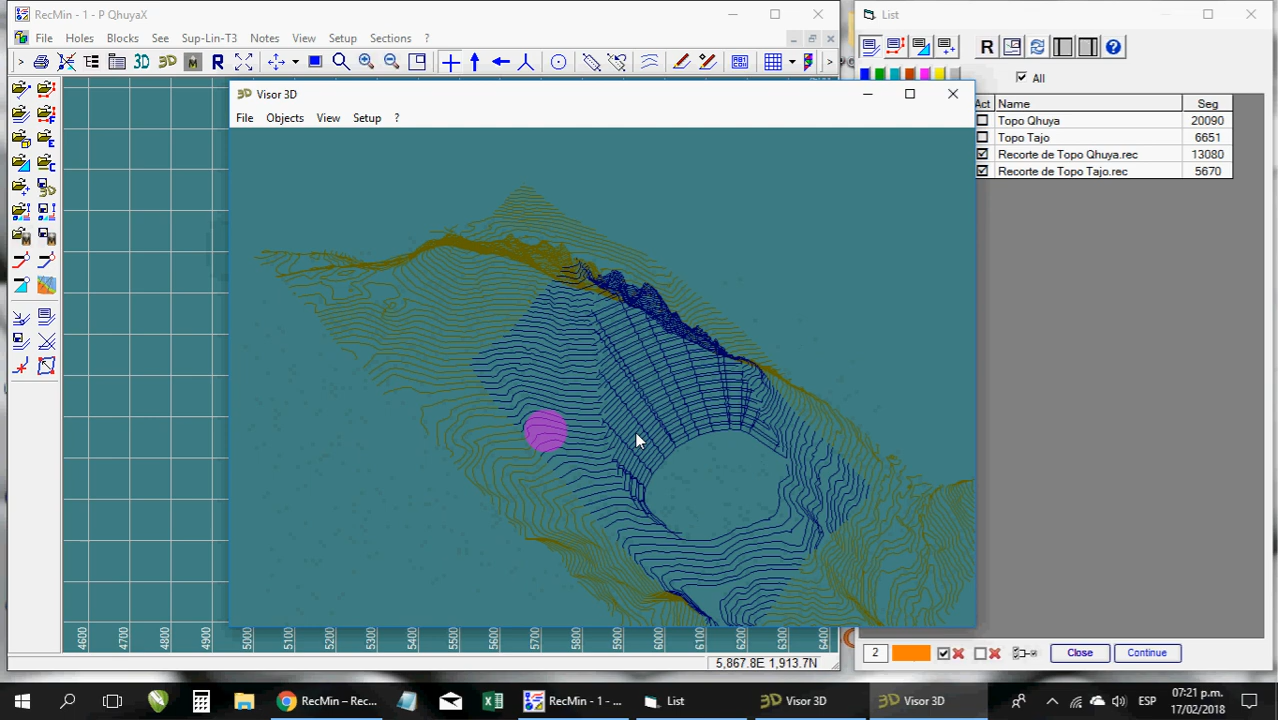 RecMin - 1 - P QhuyaX
File Holes Blocks See Sup-Lin-T3 Notes View Setup Sections ?
3D 3D M R
Visor 3D
File Objects View Setup ?
4600 4700 4800 4900 5000 5100 5200 5300 5400 5500 5600 5700 5800 5900 6000 6100 6200 6300 6400
5,867.8E 1,913.7N
List
R ?
All
Act Name Seg
Topo Qhuya 20090
Topo Tajo 6651
Recorte de Topo Qhuya.rec 13080
Recorte de Topo Tajo.rec 5670
2 Close Continue
RecMin – Rec...
RecMin - 1 - ...
List
Visor 3D
Visor 3D
ESP
07:21 p.m.
17/02/2018